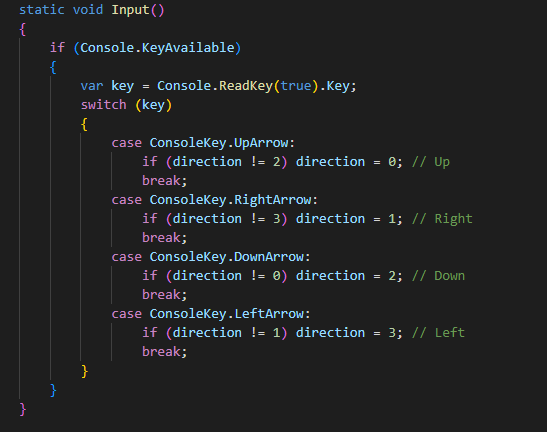 static void Input()
{
    if (Console.KeyAvailable)
    {
        var key = Console.ReadKey(true).Key;
        switch (key)
        {
            case ConsoleKey.UpArrow:
                if (direction != 2) direction = 0; // Up
                break;
            case ConsoleKey.RightArrow:
                if (direction != 3) direction = 1; // Right
                break;
            case ConsoleKey.DownArrow:
                if (direction != 0) direction = 2; // Down
                break;
            case ConsoleKey.LeftArrow:
                if (direction != 1) direction = 3; // Left
                break;
        }
    }
}